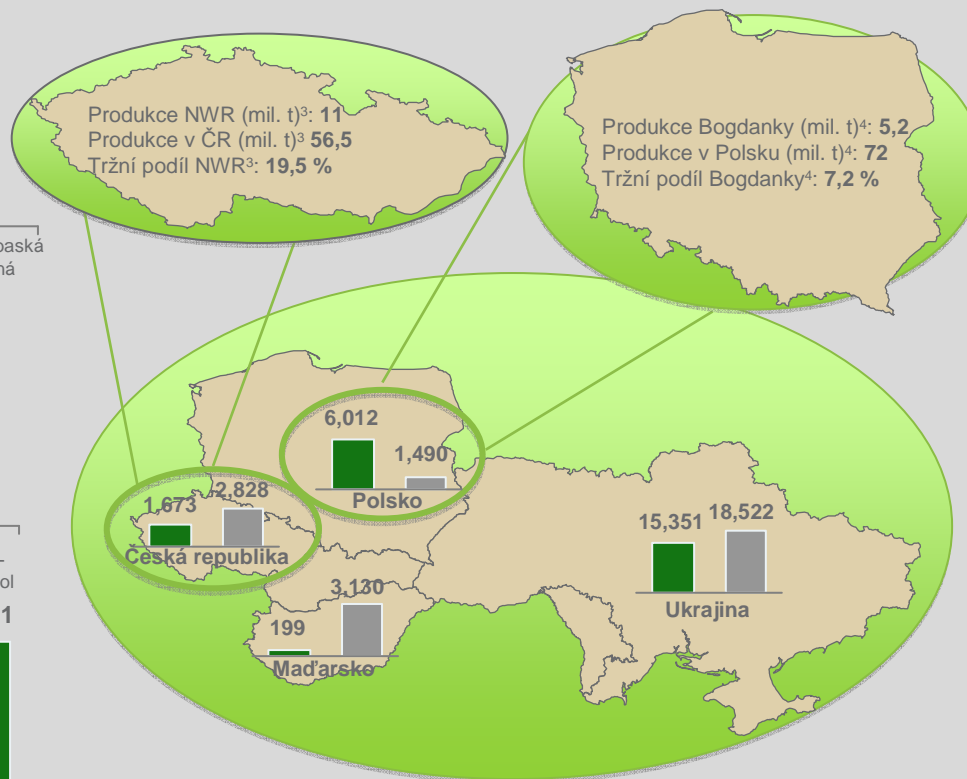 Produkce NWR (mil. t)³: 11
Produkce v ČR (mil. t)³ 56,5
Tržní podíl NWR³: 19,5 %
Produkce Bogdanky (mil. t)⁴: 5,2
Produkce v Polsku (mil. t)⁴: 72
Tržní podíl Bogdanky⁴: 7,2 %
6,012
1,490
Polsko
1,673
2,828
Česká republika
15,351
18,522
Ukrajina
199
3,130
Maďarsko